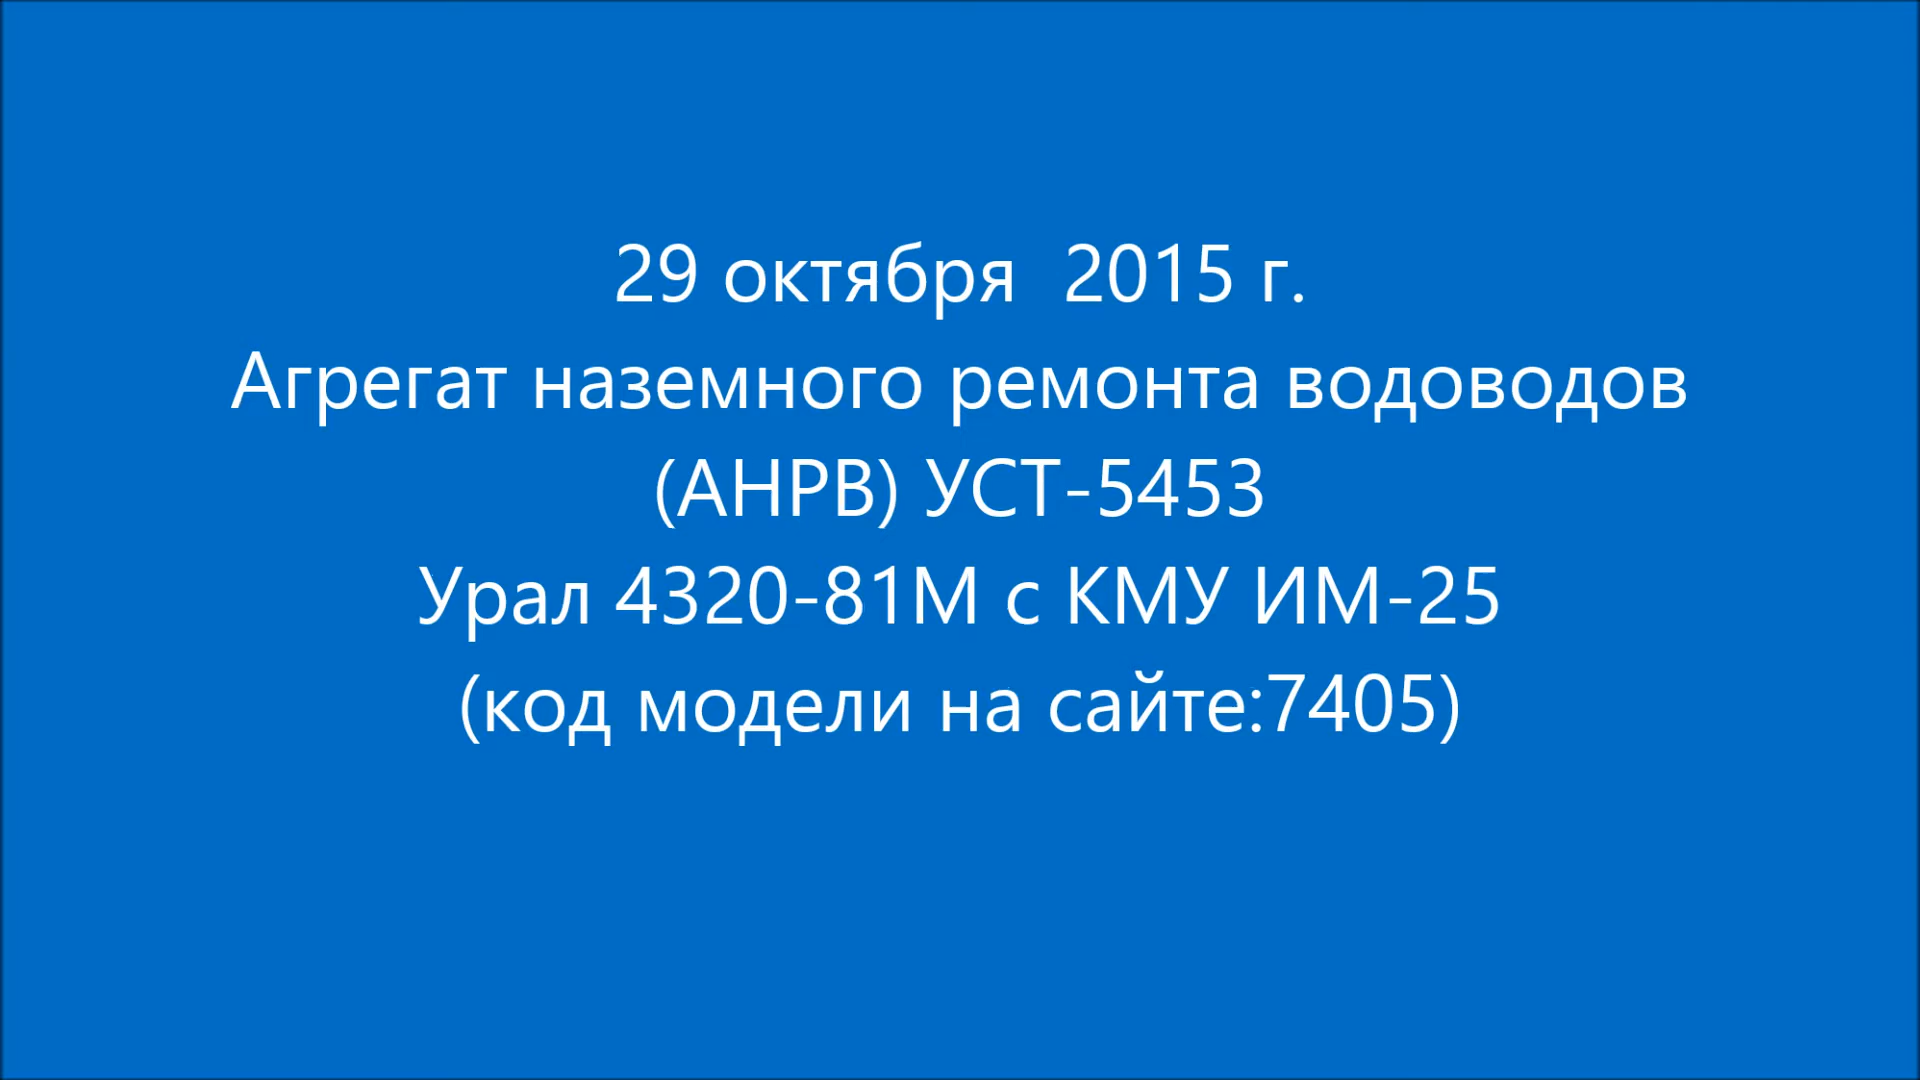 29 октября  2015 г.
Агрегат наземного ремонта водоводов
(АНРВ) УСТ-5453
Урал 4320-81М с КМУ ИМ-25
(код модели на сайте:7405)